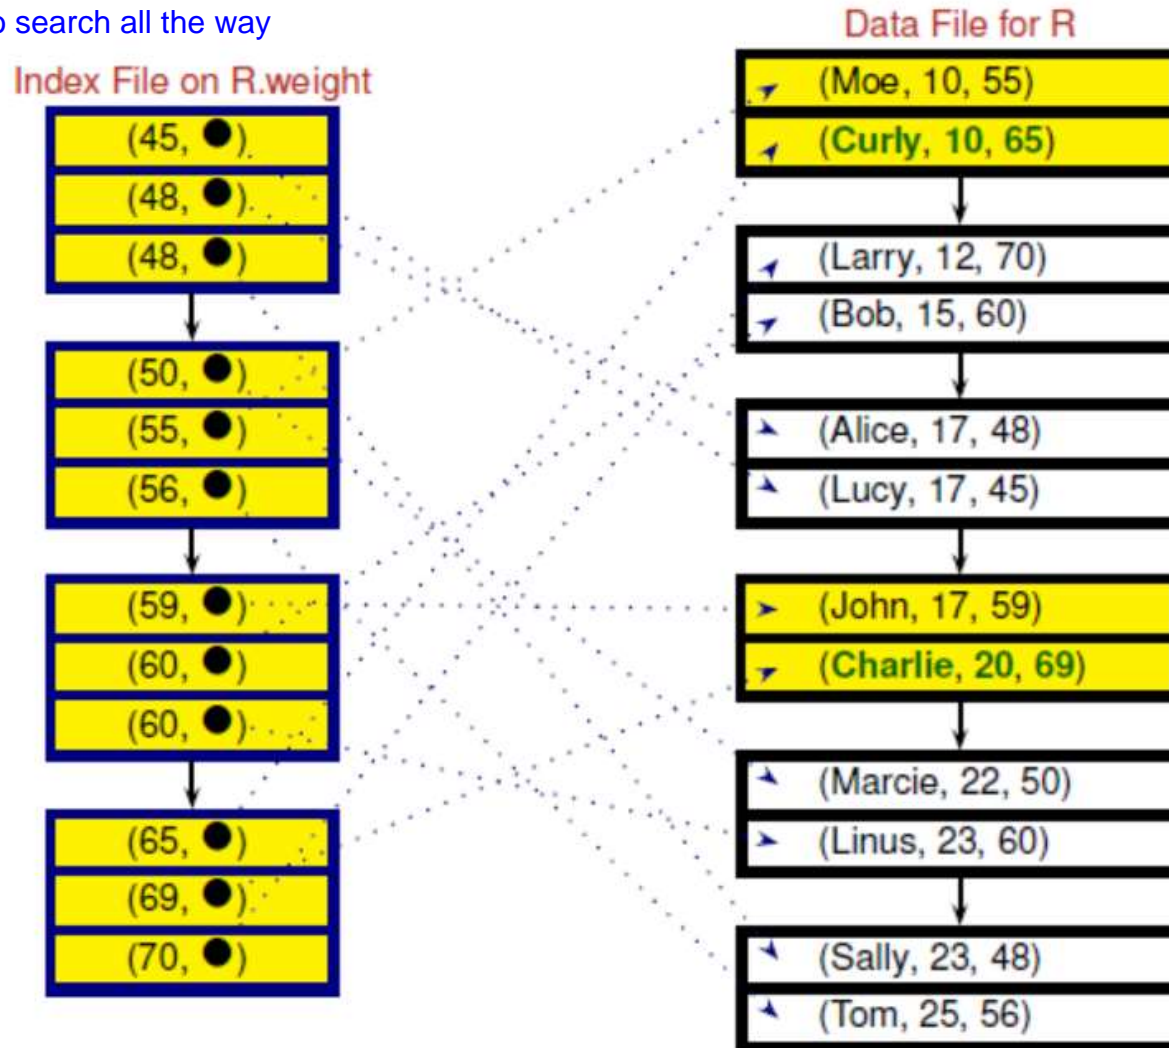 o search all the way
Index File on R.weight
(45, ●)
(48, ●)
(48, ●)
(50, ●)
(55, ●)
(56, ●)
(59, ●)
(60, ●)
(60, ●)
(65, ●)
(69, ●)
(70, ●)
Data File for R
(Moe, 10, 55)
(Curly, 10, 65)
(Larry, 12, 70)
(Bob, 15, 60)
(Alice, 17, 48)
(Lucy, 17, 45)
(John, 17, 59)
(Charlie, 20, 69)
(Marcie, 22, 50)
(Linus, 23, 60)
(Sally, 23, 48)
(Tom, 25, 56)